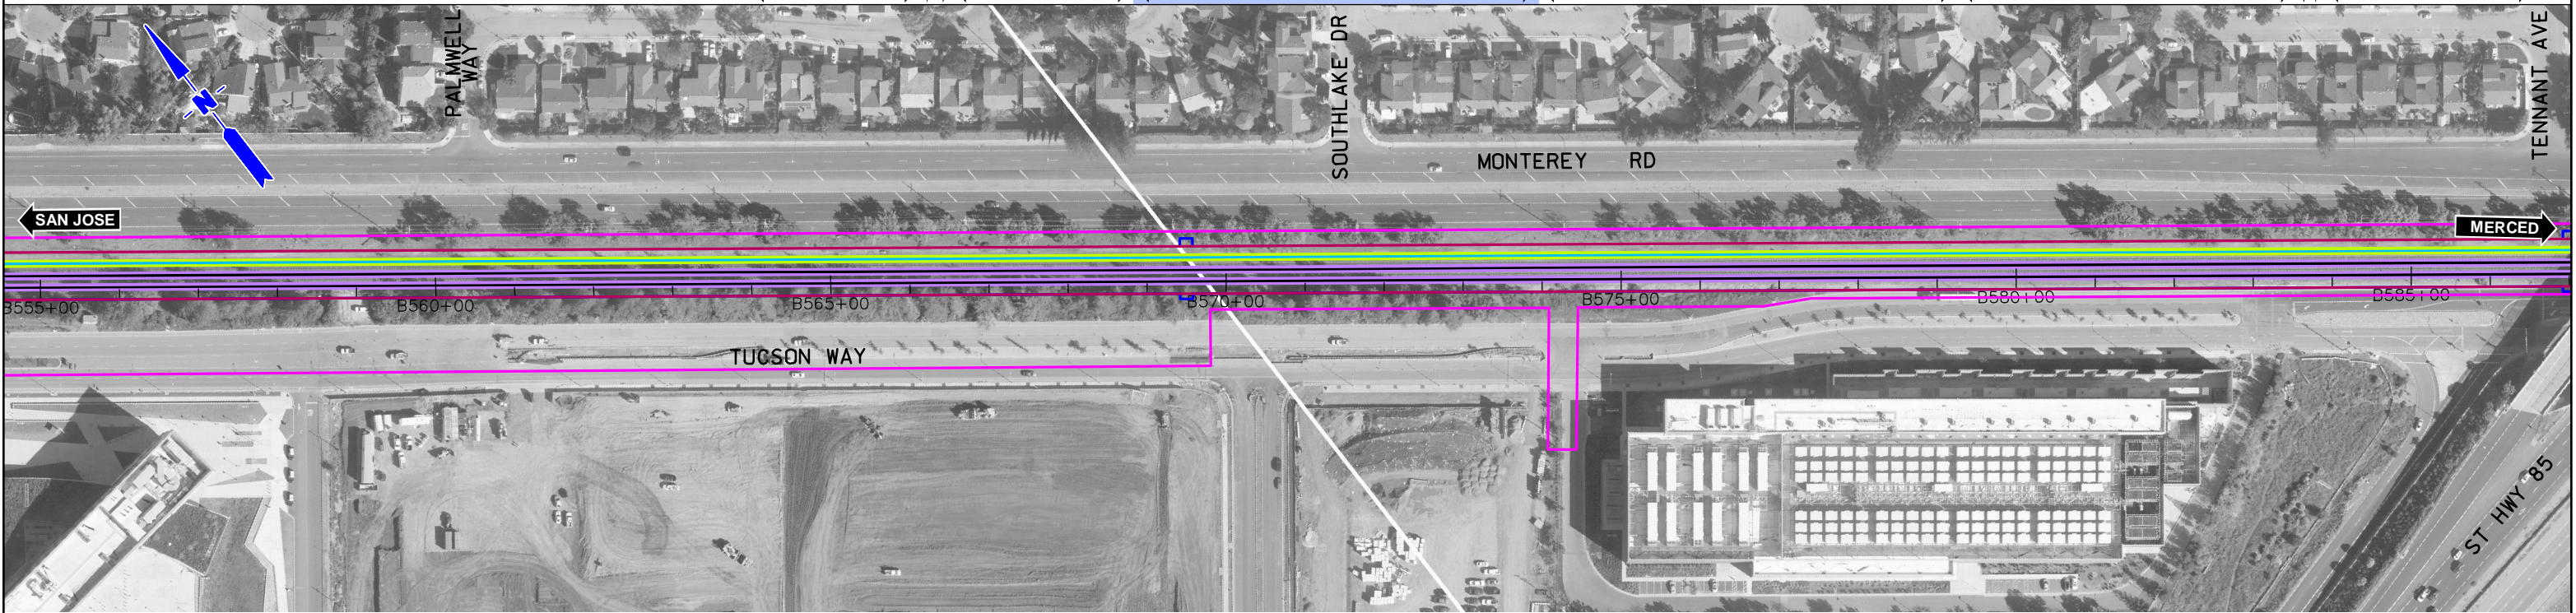 PALMWELL
WAY
SOUTHLAKE DR
TENNANT AVE
N
MONTEREY RD
SAN JOSE
MERCED
B555+00
B560+00
B565+00
B570+00
B575+00
B580+00
B585+00
TUCSON WAY
ST HWY 85